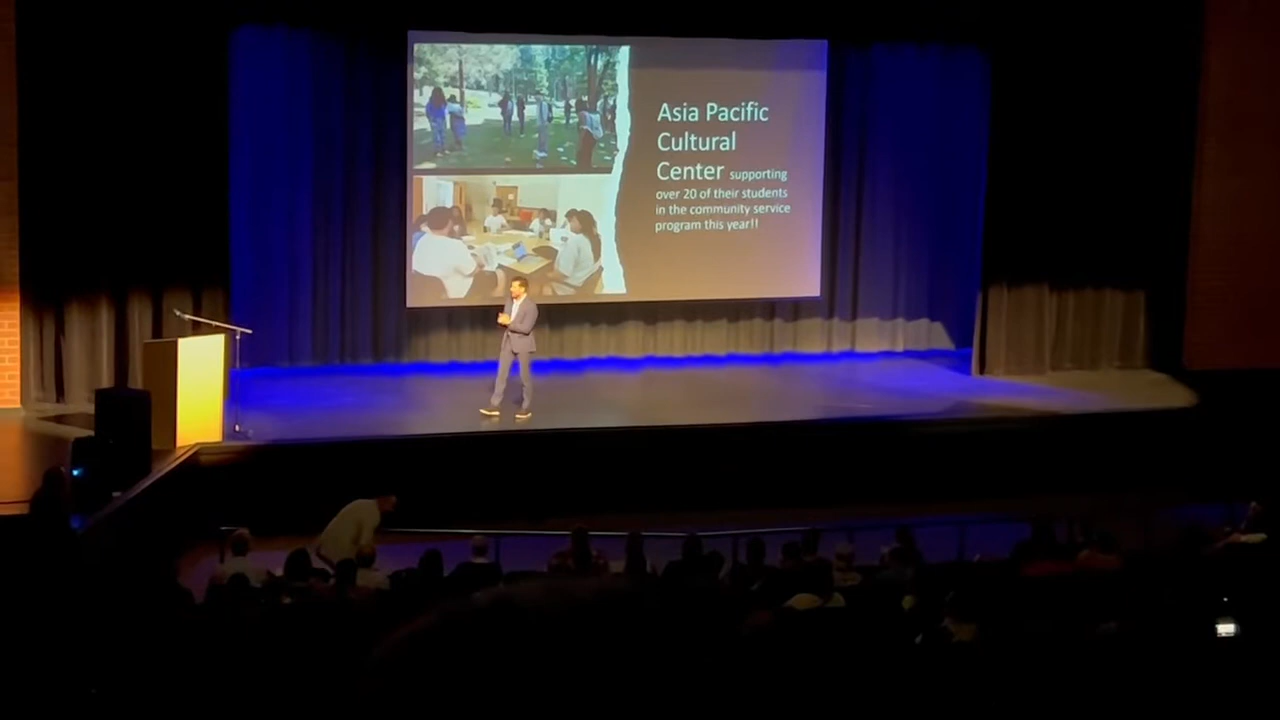 Asia Pacific
Cultural
Center supporting
over 20 of their students
in the community service
program this year!!